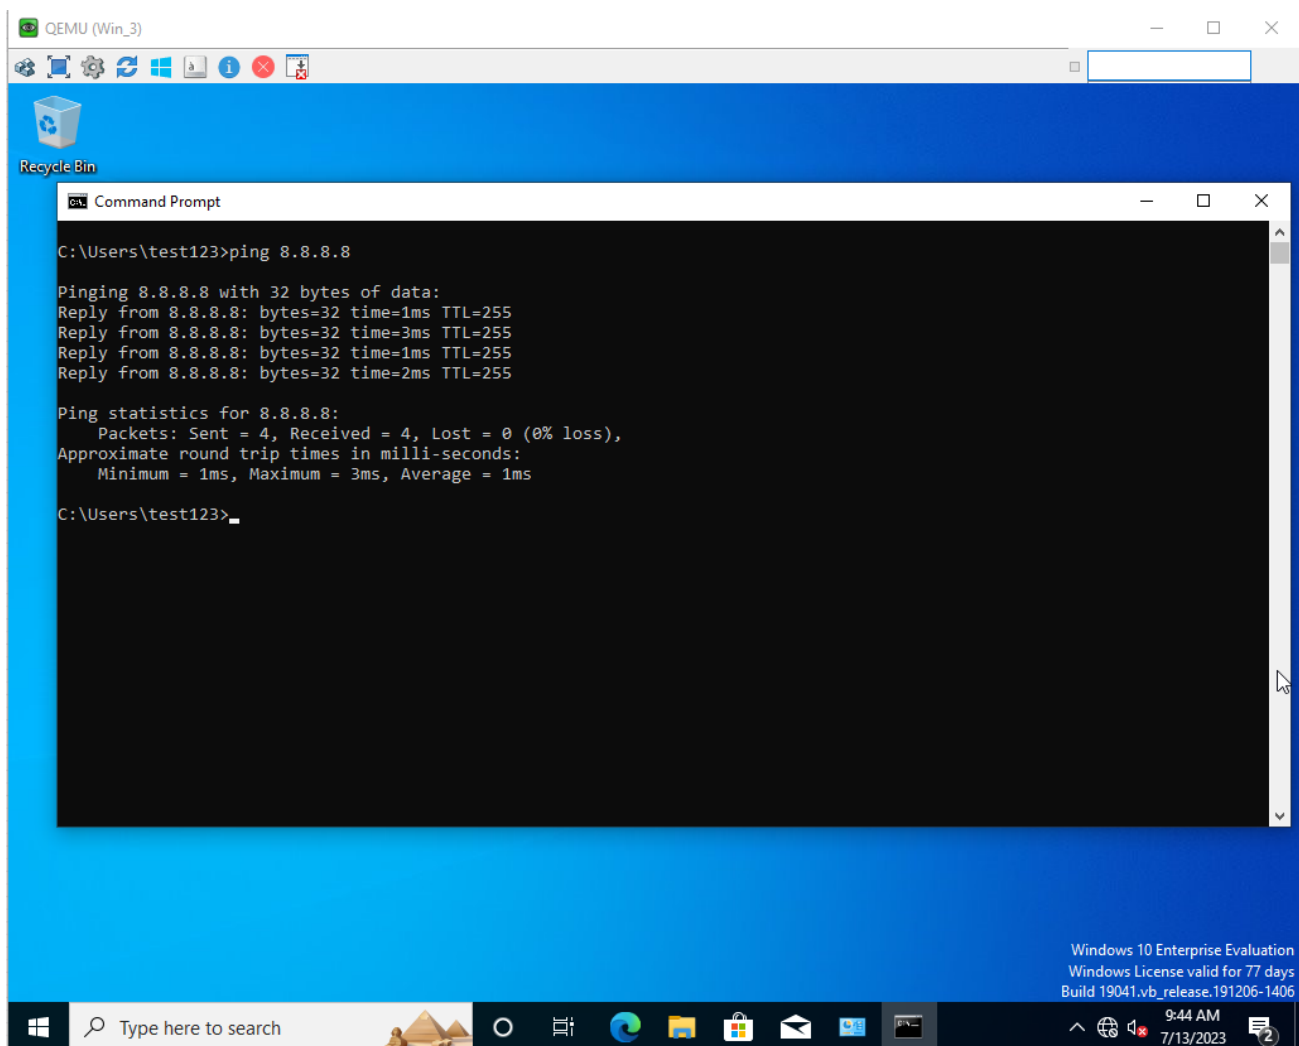 QEMU (Win_3)
Recycle Bin
Command Prompt
C:\Users\test123>ping 8.8.8.8
Pinging 8.8.8.8 with 32 bytes of data:
Reply from 8.8.8.8: bytes=32 time=1ms TTL=255
Reply from 8.8.8.8: bytes=32 time=3ms TTL=255
Reply from 8.8.8.8: bytes=32 time=1ms TTL=255
Reply from 8.8.8.8: bytes=32 time=2ms TTL=255
Ping statistics for 8.8.8.8:
Packets: Sent = 4, Received = 4, Lost = 0 (0% loss),
Approximate round trip times in milli-seconds:
Minimum = 1ms, Maximum = 3ms, Average = 1ms
C:\Users\test123>
Windows 10 Enterprise Evaluation
Windows License valid for 77 days
Build 19041.vb_release.191206-1406
Type here to search
9:44 AM
7/13/2023
2